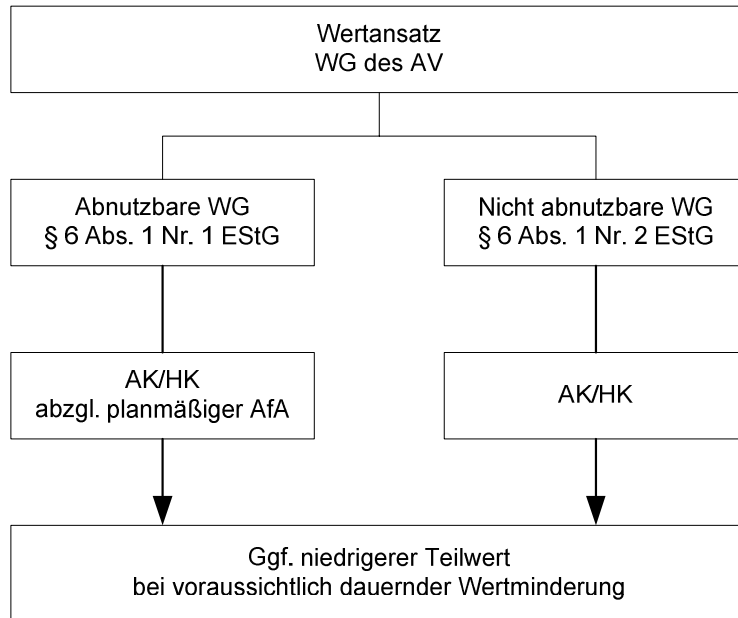 Wertansatz
WG des AV
Abnutzbare WG
§ 6 Abs. 1 Nr. 1 EStG
Nicht abnutzbare WG
§ 6 Abs. 1 Nr. 2 EStG
AK/HK
abzgl. planmäßiger AfA
AK/HK
Ggf. niedrigerer Teilwert
bei voraussichtlich dauernder Wertminderung